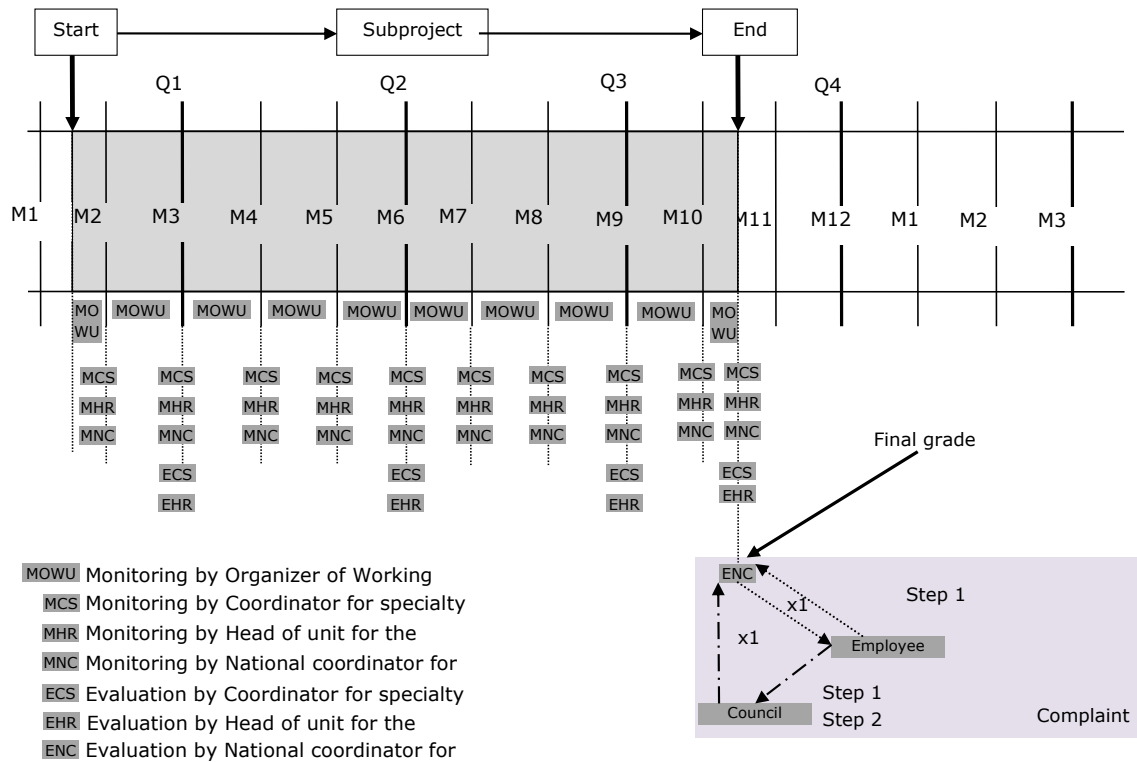 Start
Subproject
End
Q1
Q2
Q3
Q4
M1
M2
M3
M4
M5
M6
M7
M8
M9
M10
M11
M12
M1
M2
M3
MO
WU
MOWU
MOWU
MOWU
MOWU
MOWU
MOWU
MOWU
MOWU
MO
WU
MCS
MCS
MCS
MCS
MCS
MCS
MCS
MCS
MCS
MCS
MHR
MHR
MHR
MHR
MHR
MHR
MHR
MHR
MHR
MHR
MNC
MNC
MNC
MNC
MNC
MNC
MNC
MNC
MNC
MNC
ECS
ECS
ECS
ECS
EHR
EHR
EHR
EHR
Final grade
MOWU Monitoring by Organizer of Working
MCS Monitoring by Coordinator for specialty
MHR Monitoring by Head of unit for the
MNC Monitoring by National coordinator for
ECS Evaluation by Coordinator for specialty
EHR Evaluation by Head of unit for the
ENC Evaluation by National coordinator for
ENC
x1
Step 1
x1
Employee
Step 1
Council
Step 2
Complaint